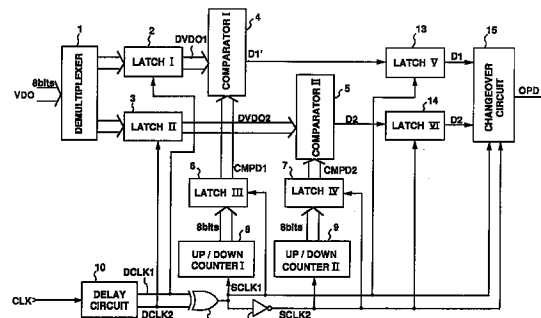 4
13
15
1
2
DVDO1
COMPARATOR I
D1'
LATCH V
D1
CHANGEOVER CIRCUIT
OPD
8bits
VDO
DEMULTIPLEXER
LATCH I
3
LATCH II
DVDO2
COMPARATOR II
5
D2
14
LATCH VI
D2
6
CMPD1
LATCH III
7
CMPD2
LATCH IV
8bits
8
8bits
9
UP / DOWN COUNTER I
UP / DOWN COUNTER II
10
DCLK1
SCLK1
CLK
DELAY CIRCUIT
DCLK2
SCLK2